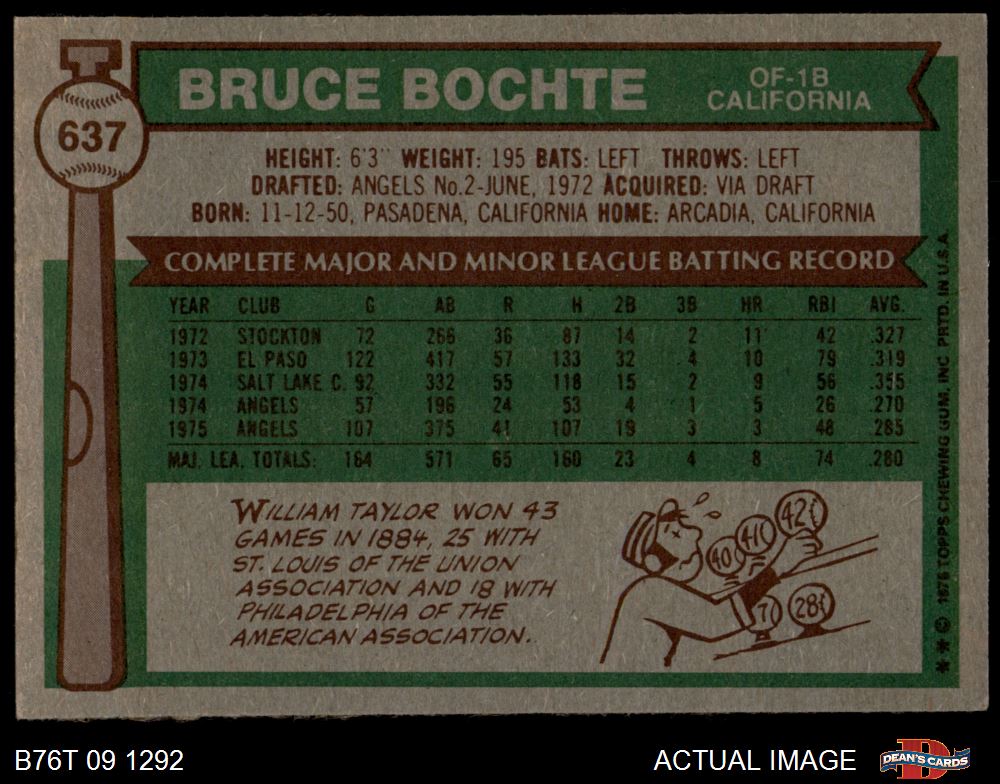 BRUCE BOCHTE
OF-1B
CALIFORNIA
637
HEIGHT: 6'3" WEIGHT: 195 BATS: LEFT THROWS: LEFT
DRAFTED: ANGELS No.2-JUNE, 1972 ACQUIRED: VIA DRAFT
BORN: 11-12-50, PASADENA, CALIFORNIA HOME: ARCADIA, CALIFORNIA
COMPLETE MAJOR AND MINOR LEAGUE BATTING RECORD
YEAR CLUB G AB R H 2B 3B HR RBI AVG.
1972 STOCKTON 72 266 36 87 14 2 11 42 .327
1973 EL PASO 122 417 57 133 32 4 10 79 .319
1974 SALT LAKE C. 92 332 55 118 15 2 9 56 .355
1974 ANGELS 57 196 24 53 4 1 5 26 .270
1975 ANGELS 107 375 41 107 19 3 3 48 .285
MAJ. LEA. TOTALS: 164 571 65 160 23 4 8 74 .280
WILLIAM TAYLOR WON 43
GAMES IN 1884, 25 WITH
ST. LOUIS OF THE UNION
ASSOCIATION AND 18 WITH
PHILADELPHIA OF THE
AMERICAN ASSOCIATION.
40
41
42
7
28
** © 1976 TOPPS CHEWING GUM, INC. PRTD. IN U.S.A.
B76T 09 1292
ACTUAL IMAGE
D
DEAN'S CARDS